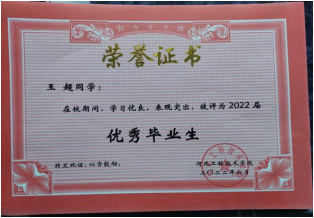 荣誉证书
王超同学：
在校期间，学习优良，表现突出，被评为2022届
优秀毕业生
特发此证，以资鼓励。
河北工程技术学院
二〇二二年六月